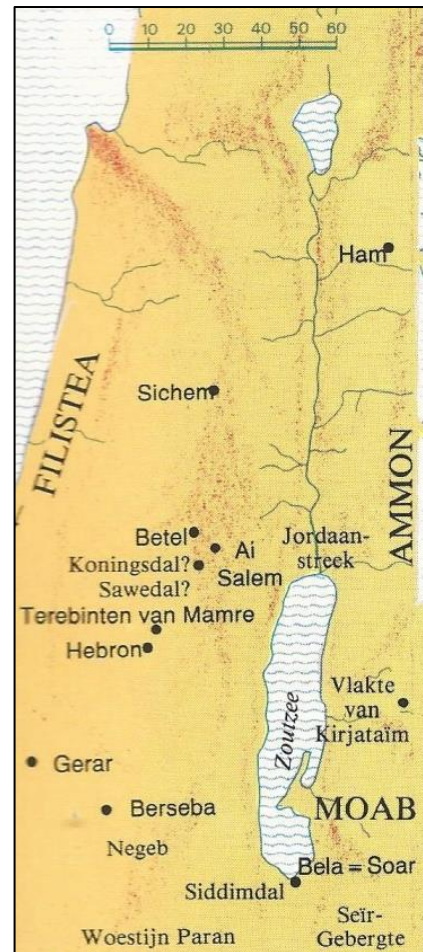 0 10 20 30 40 50 60
Ham
Sichem
FILISTEA
AMMON
Betel
Ai
Jordaan-
streek
Koningsdal?
Salem
Sawedal?
Terebinten van Mamre
Hebron
Zoutzee
Vlakte
van
Kirjataïm
Gerar
Berseba
MOAB
Negeb
Bela = Soar
Siddimdal
Seïr-
Gebergte
Woestijn Paran